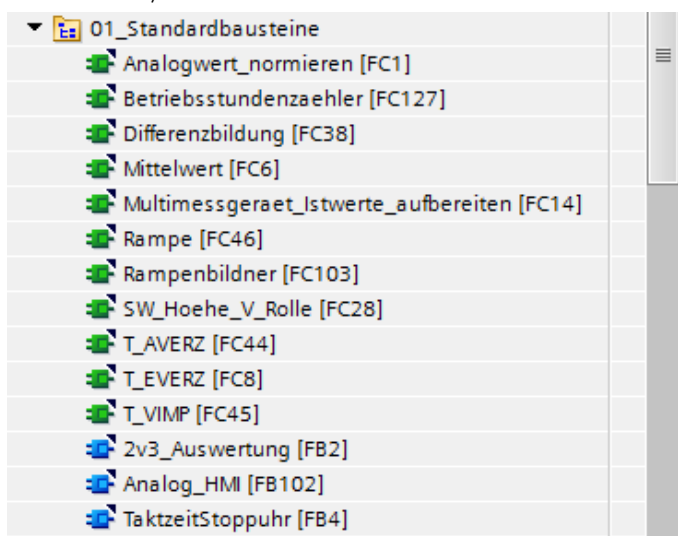 01_Standardbausteine
Analogwert_normieren [FC1]
Betriebsstundenzaehler [FC127]
Differenzbildung [FC38]
Mittelwert [FC6]
Multimessgeraet_Istwerte_aufbereiten [FC14]
Rampe [FC46]
Rampenbildner [FC103]
SW_Hoehe_V_Rolle [FC28]
T_AVERZ [FC44]
T_EVERZ [FC8]
T_VIMP [FC45]
2v3_Auswertung [FB2]
Analog_HMI [FB102]
TaktzeitStoppuhr [FB4]